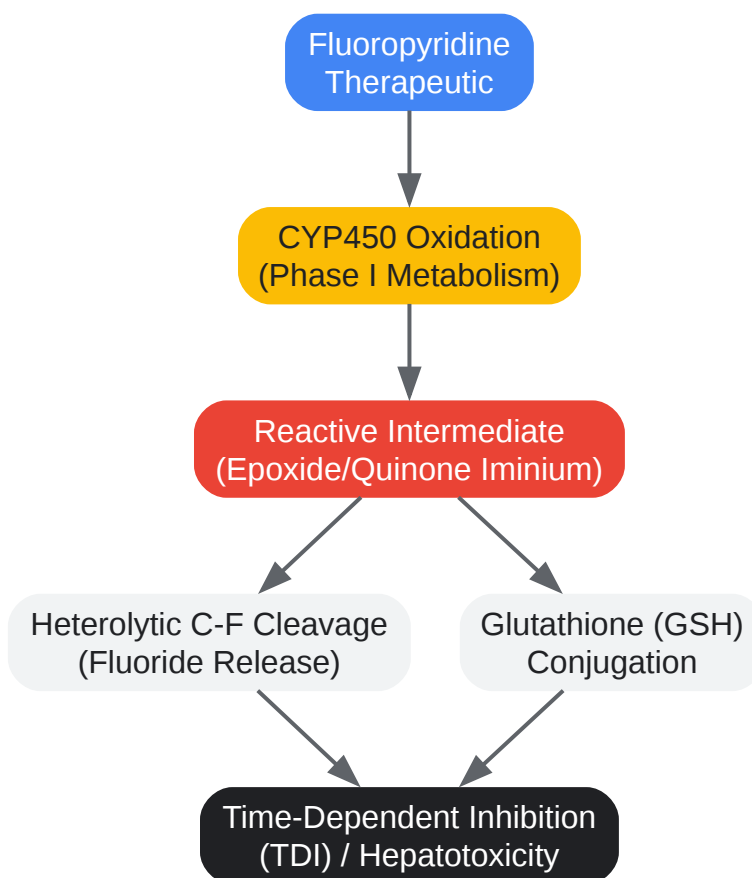 Fluoropyridine
Therapeutic
CYP450 Oxidation
(Phase I Metabolism)
Reactive Intermediate
(Epoxide/Quinone Iminium)
Heterolytic C-F Cleavage
(Fluoride Release)
Glutathione (GSH)
Conjugation
Time-Dependent Inhibition
(TDI) / Hepatotoxicity